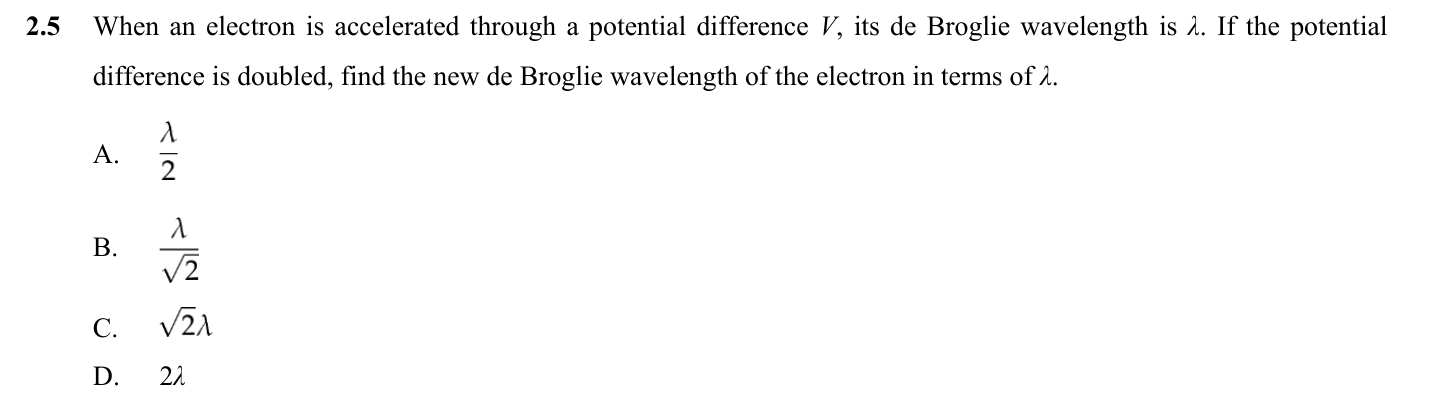 2.5 When an electron is accelerated through a potential difference V, its de Broglie wavelength is λ. If the potential
difference is doubled, find the new de Broglie wavelength of the electron in terms of λ.
A. λ/2
B. λ/√2
C. √2λ
D. 2λ